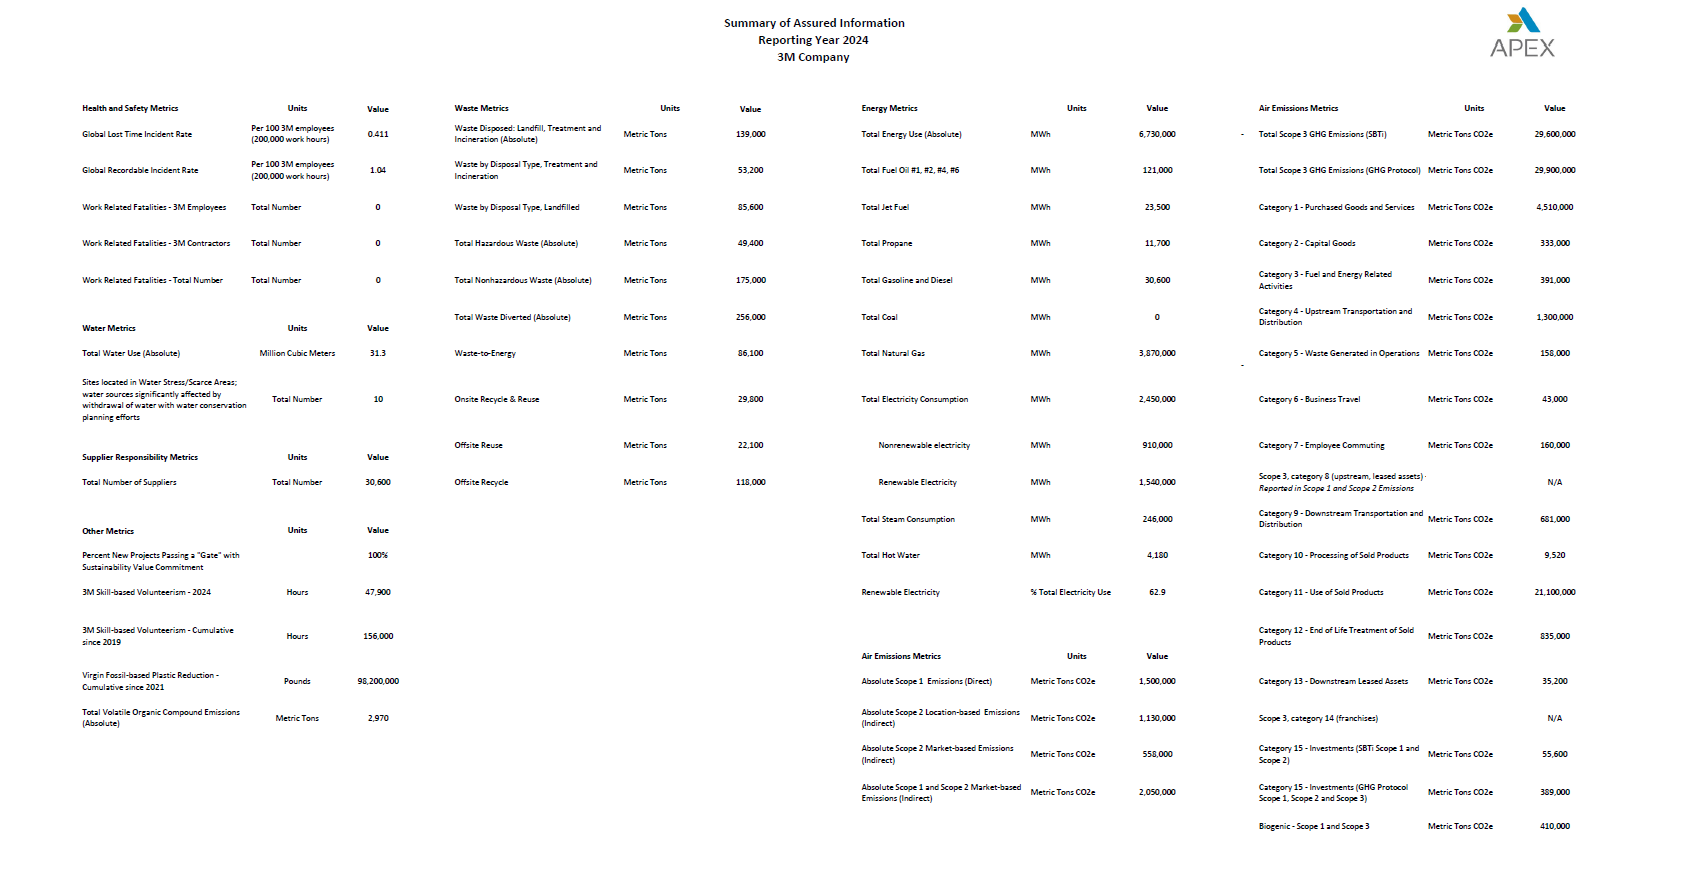 Summary of Assured Information
Reporting Year 2024
3M Company
APEX
Health and Safety Metrics Units Value
Global Lost Time Incident Rate Per 100 3M employees (200,000 work hours) 0.411
Global Recordable Incident Rate Per 100 3M employees (200,000 work hours) 1.04
Work Related Fatalities - 3M Employees Total Number 0
Work Related Fatalities - 3M Contractors Total Number 0
Work Related Fatalities - Total Number Total Number 0
Water Metrics Units Value
Total Water Use (Absolute) Million Cubic Meters 31.3
Sites located in Water Stress/Scarce Areas;
water sources significantly affected by
withdrawal of water with water conservation
planning efforts Total Number 10
Supplier Responsibility Metrics Units Value
Total Number of Suppliers Total Number 30,600
Other Metrics Units Value
Percent New Projects Passing a "Gate" with
Sustainability Value Commitment 100%
3M Skill-based Volunteerism - 2024 Hours 47,900
3M Skill-based Volunteerism - Cumulative
since 2019 Hours 156,000
Virgin Fossil-based Plastic Reduction -
Cumulative since 2021 Pounds 98,200,000
Total Volatile Organic Compound Emissions
(Absolute) Metric Tons 2,970
Waste Metrics Units Value
Waste Disposed: Landfill, Treatment and
Incineration (Absolute) Metric Tons 139,000
Waste by Disposal Type, Treatment and
Incineration Metric Tons 53,200
Waste by Disposal Type, Landfilled Metric Tons 85,600
Total Hazardous Waste (Absolute) Metric Tons 49,400
Total Nonhazardous Waste (Absolute) Metric Tons 175,000
Total Waste Diverted (Absolute) Metric Tons 256,000
Waste-to-Energy Metric Tons 86,100
Onsite Recycle & Reuse Metric Tons 29,800
Offsite Reuse Metric Tons 22,100
Offsite Recycle Metric Tons 118,000
Energy Metrics Units Value
Total Energy Use (Absolute) MWh 6,730,000
Total Fuel Oil #1, #2, #4, #6 MWh 121,000
Total Jet Fuel MWh 23,500
Total Propane MWh 11,700
Total Gasoline and Diesel MWh 30,600
Total Coal MWh 0
Total Natural Gas MWh 3,870,000
Total Electricity Consumption MWh 2,450,000
Nonrenewable electricity MWh 910,000
Renewable Electricity MWh 1,540,000
Total Steam Consumption MWh 246,000
Total Hot Water MWh 4,180
Renewable Electricity % Total Electricity Use 62.9
Air Emissions Metrics Units Value
Absolute Scope 1 Emissions (Direct) Metric Tons CO2e 1,500,000
Absolute Scope 2 Location-based Emissions
(Indirect) Metric Tons CO2e 1,130,000
Absolute Scope 2 Market-based Emissions
(Indirect) Metric Tons CO2e 558,000
Absolute Scope 1 and Scope 2 Market-based
Emissions (Indirect) Metric Tons CO2e 2,050,000
Air Emissions Metrics Units Value
- Total Scope 3 GHG Emissions (SBTi) Metric Tons CO2e 29,600,000
Total Scope 3 GHG Emissions (GHG Protocol) Metric Tons CO2e 29,900,000
Category 1 - Purchased Goods and Services Metric Tons CO2e 4,510,000
Category 2 - Capital Goods Metric Tons CO2e 333,000
Category 3 - Fuel and Energy Related
Activities Metric Tons CO2e 391,000
Category 4 - Upstream Transportation and
Distribution Metric Tons CO2e 1,300,000
Category 5 - Waste Generated in Operations Metric Tons CO2e 158,000
-
Category 6 - Business Travel Metric Tons CO2e 43,000
Category 7 - Employee Commuting Metric Tons CO2e 160,000
Scope 3, category 8 (upstream, leased assets) -
Reported in Scope 1 and Scope 2 Emissions N/A
Category 9 - Downstream Transportation and
Distribution Metric Tons CO2e 681,000
Category 10 - Processing of Sold Products Metric Tons CO2e 9,520
Category 11 - Use of Sold Products Metric Tons CO2e 21,100,000
Category 12 - End of Life Treatment of Sold
Products Metric Tons CO2e 835,000
Category 13 - Downstream Leased Assets Metric Tons CO2e 35,200
Scope 3, category 14 (franchises) N/A
Category 15 - Investments (SBTi Scope 1 and
Scope 2) Metric Tons CO2e 55,600
Category 15 - Investments (GHG Protocol
Scope 1, Scope 2 and Scope 3) Metric Tons CO2e 389,000
Biogenic - Scope 1 and Scope 3 Metric Tons CO2e 410,000